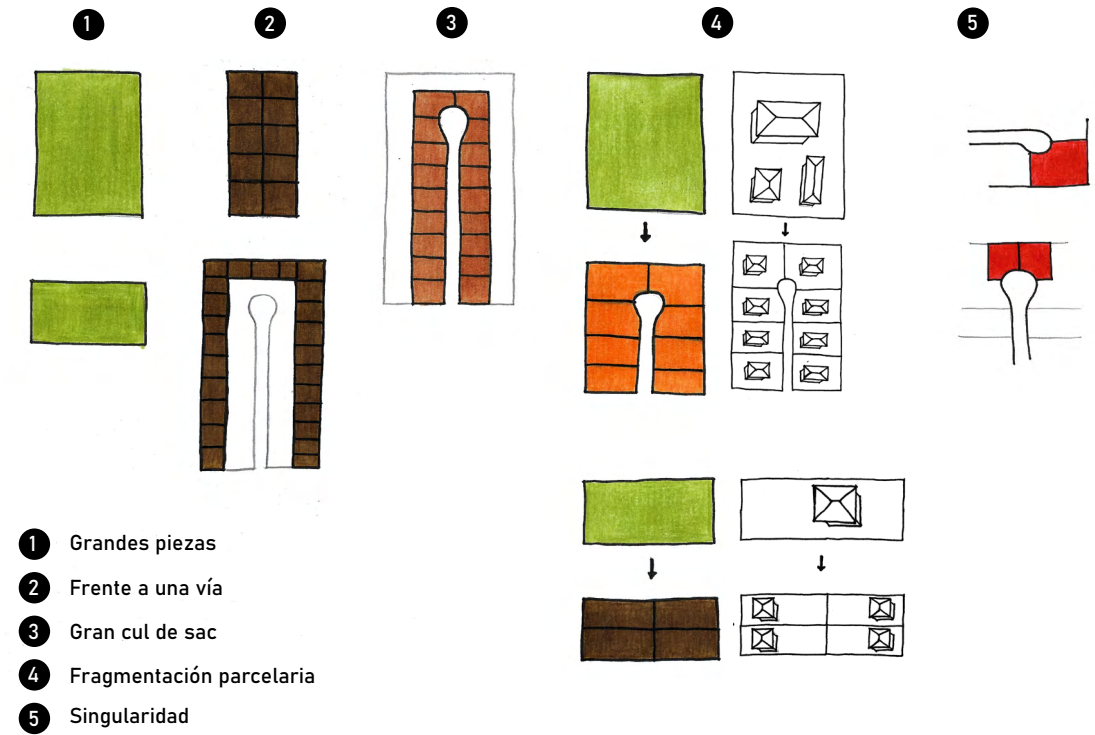 1
2
3
4
5
1 Grandes piezas
2 Frente a una vía
3 Gran cul de sac
4 Fragmentación parcelaria
5 Singularidad